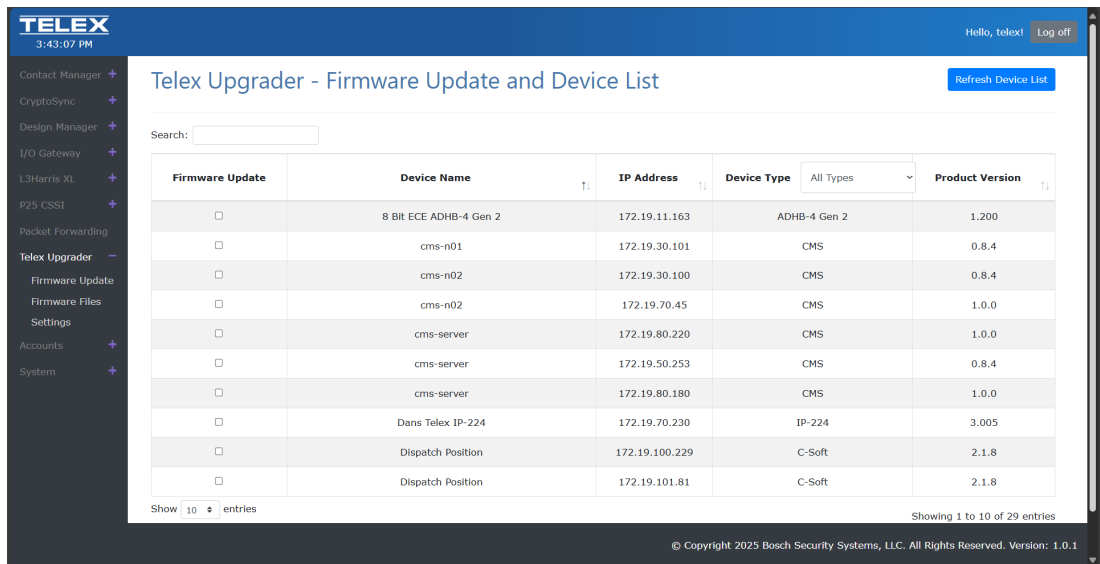 TELEX
3:43:07 PM
Hello, telex! Log off
Contact Manager +
CryptoSync +
Design Manager +
I/O Gateway +
L3Harris XL +
P25 CSSI +
Packet Forwarding
Telex Upgrader −
Firmware Update
Firmware Files
Settings
Accounts +
System +
Telex Upgrader - Firmware Update and Device List
Refresh Device List
Search:
Firmware Update Device Name IP Address Device Type All Types Product Version
8 Bit ECE ADHB-4 Gen 2 172.19.11.163 ADHB-4 Gen 2 1.200
cms-n01 172.19.30.101 CMS 0.8.4
cms-n02 172.19.30.100 CMS 0.8.4
cms-n02 172.19.70.45 CMS 1.0.0
cms-server 172.19.80.220 CMS 1.0.0
cms-server 172.19.50.253 CMS 0.8.4
cms-server 172.19.80.180 CMS 1.0.0
Dans Telex IP-224 172.19.70.230 IP-224 3.005
Dispatch Position 172.19.100.229 C-Soft 2.1.8
Dispatch Position 172.19.101.81 C-Soft 2.1.8
Show 10 entries
Showing 1 to 10 of 29 entries
© Copyright 2025 Bosch Security Systems, LLC. All Rights Reserved. Version: 1.0.1